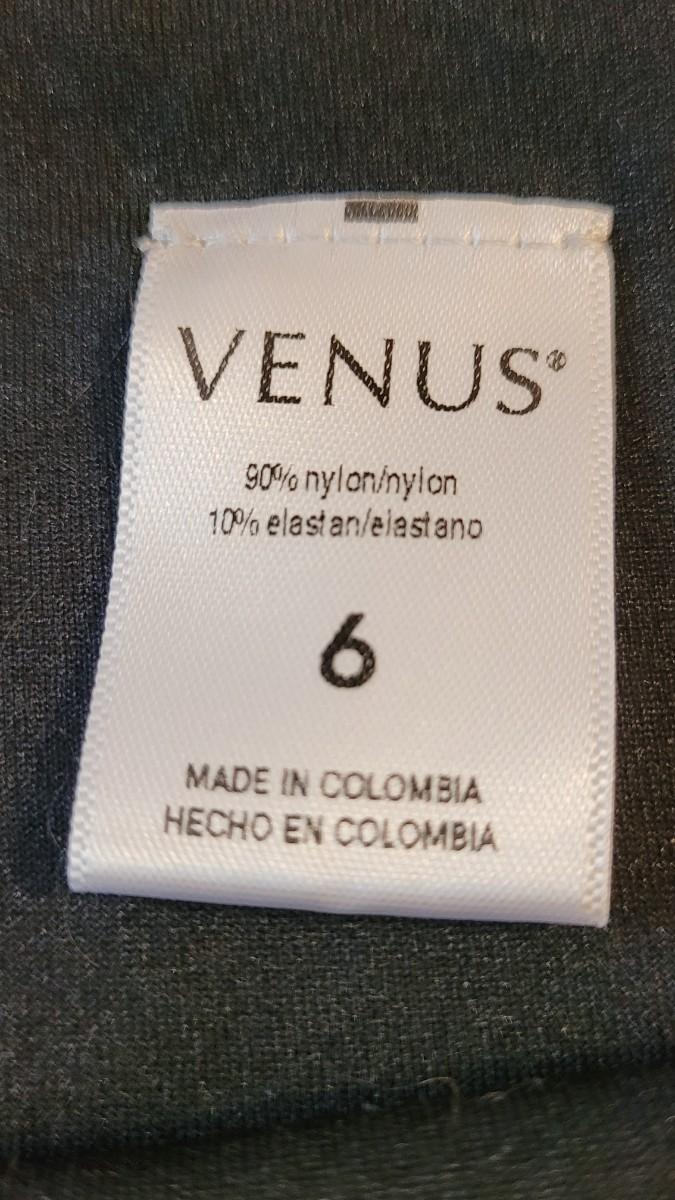 VENUS®
90% nylon/nylon
10% elastan/elastano
6
MADE IN COLOMBIA
HECHO EN COLOMBIA